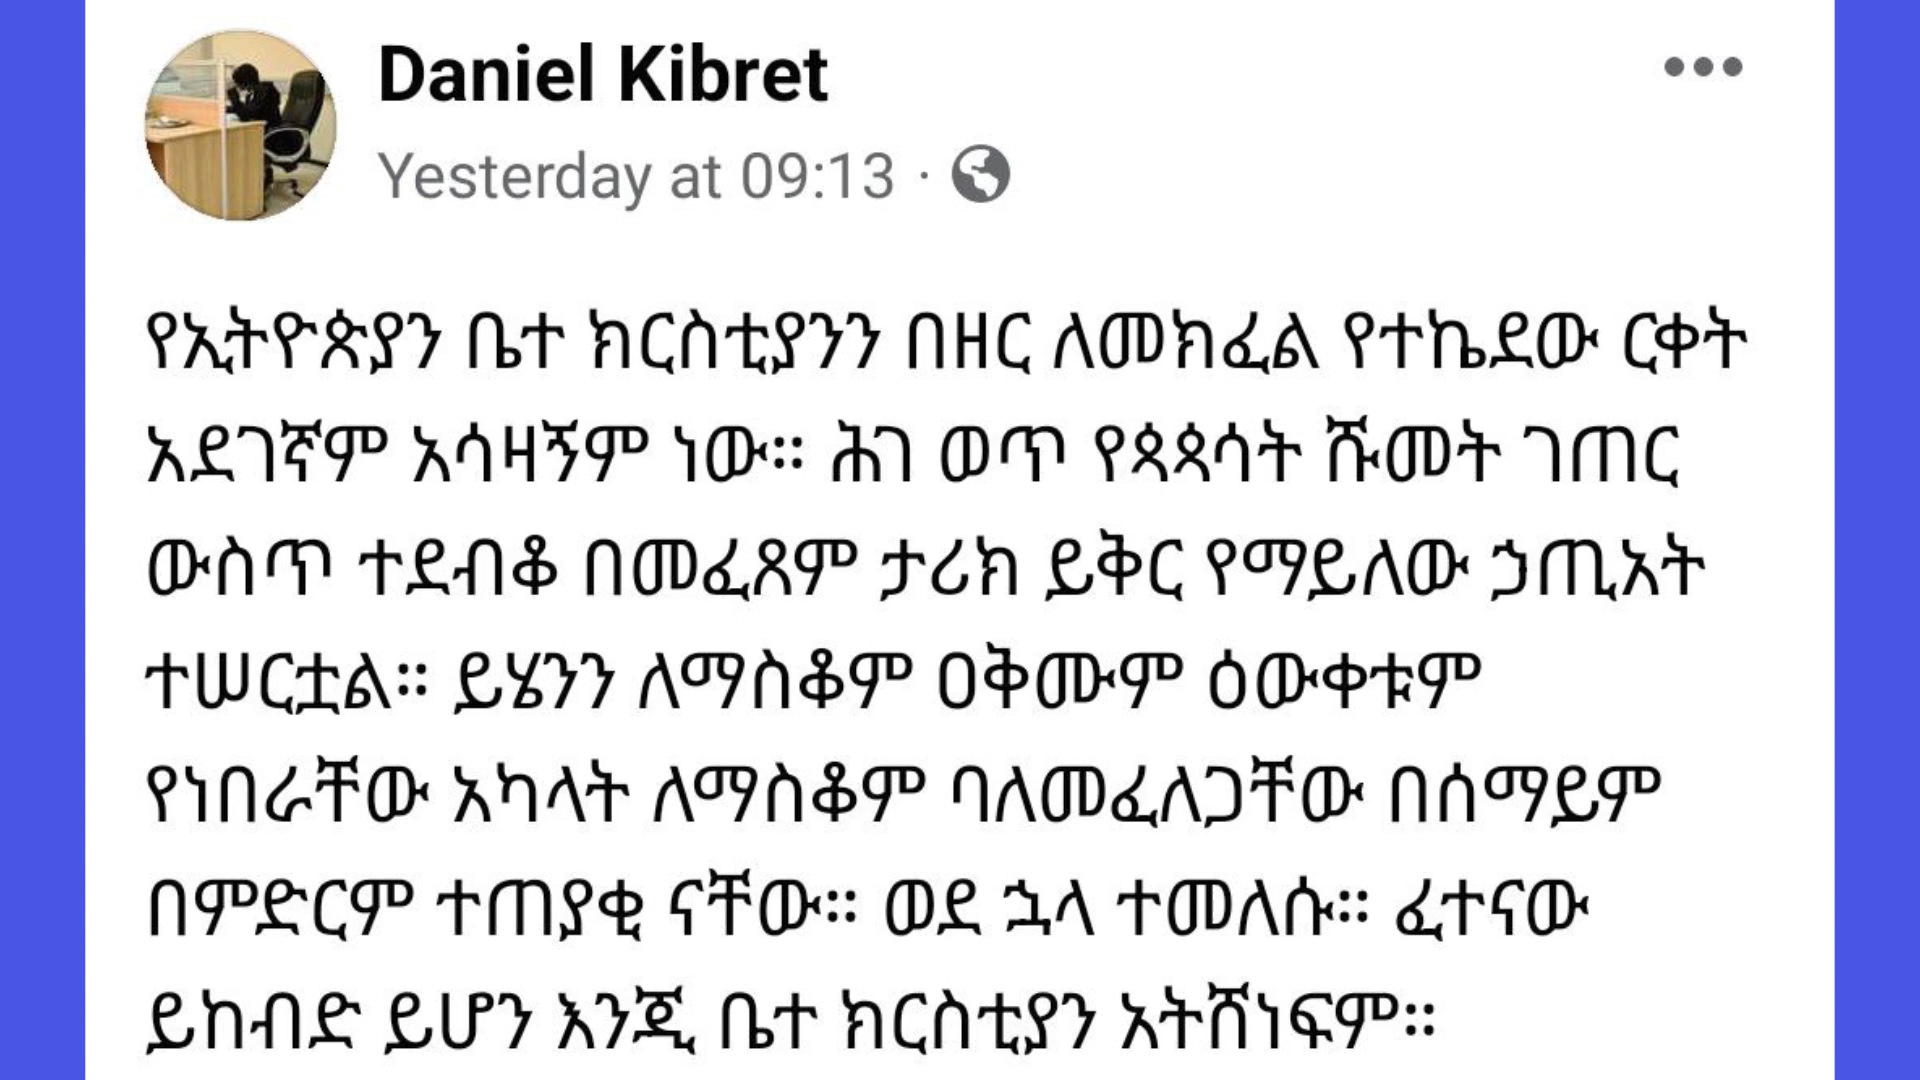 Daniel Kibret
Yesterday at 09:13 ·
የኢትዮጵያን ቤተ ክርስቲያንን በዘር ለመክፈል የተኬደው ርቀት
አደገኛም አሳዛኝም ነው። ሕገ ወጥ የጳጳሳት ሹመት ገጠር
ውስጥ ተደብቆ በመፈጸም ታሪክ ይቅር የማይለው ኃጢአት
ተሠርቷል። ይሄንን ለማስቆም ዐቅሙም ዕውቀቱም
የነበራቸው አካላት ለማስቆም ባለመፈለጋቸው በሰማይም
በምድርም ተጠያቂ ናቸው። ወደ ኋላ ተመለሱ። ፈተናው
ይከብድ ይሆን እንጂ ቤተ ክርስቲያን አትሸነፍም።